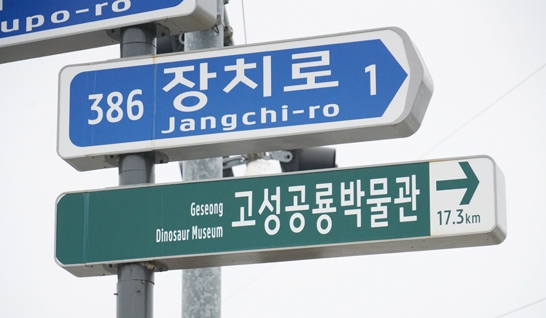 upo-ro
386 장치로 1
Jangchi-ro
Geseong 고성공룡박물관 →
Dinosaur Museum 17.3KM